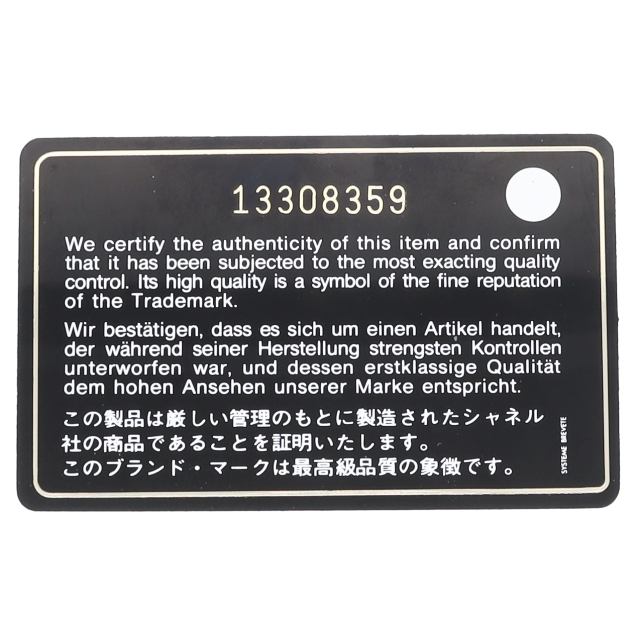 13308359
We certify the authenticity of this item and confirm
that it has been subjected to the most exacting quality
control. Its high quality is a symbol of the fine reputation
of the Trademark.
Wir bestätigen, dass es sich um einen Artikel handelt,
der während seiner Herstellung strengsten Kontrollen
unterworfen war, und dessen erstklassige Qualität
dem hohen Ansehen unserer Marke entspricht.
この製品は厳しい管理のもとに製造されたシャネル
社の商品であることを証明いたします。
このブランド・マークは最高級品質の象徴です。
SYSTEME BREVETE